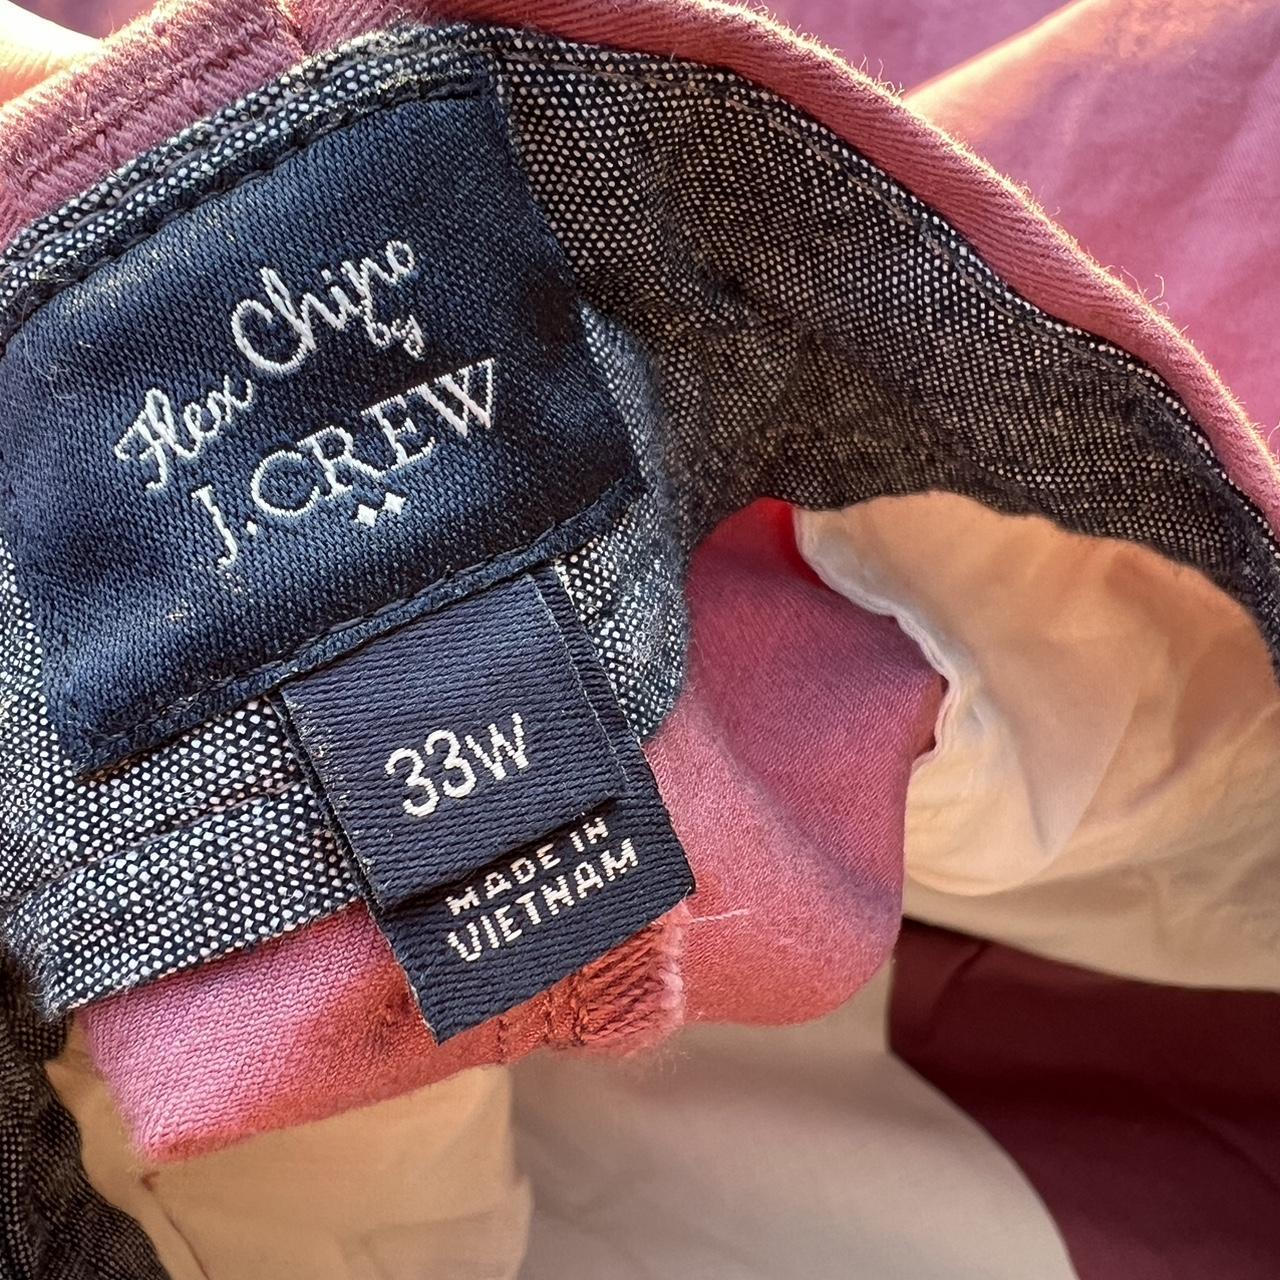 Flex Chino
by
J.CREW
33W
MADE IN
VIETNAM